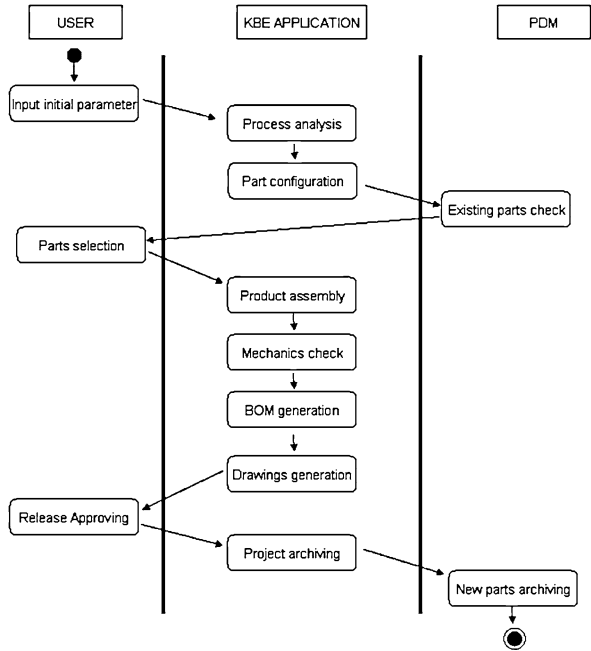 USER
KBE APPLICATION
PDM
Input initial parameter
Process analysis
Part configuration
Existing parts check
Parts selection
Product assembly
Mechanics check
BOM generation
Drawings generation
Release Approving
Project archiving
New parts archiving